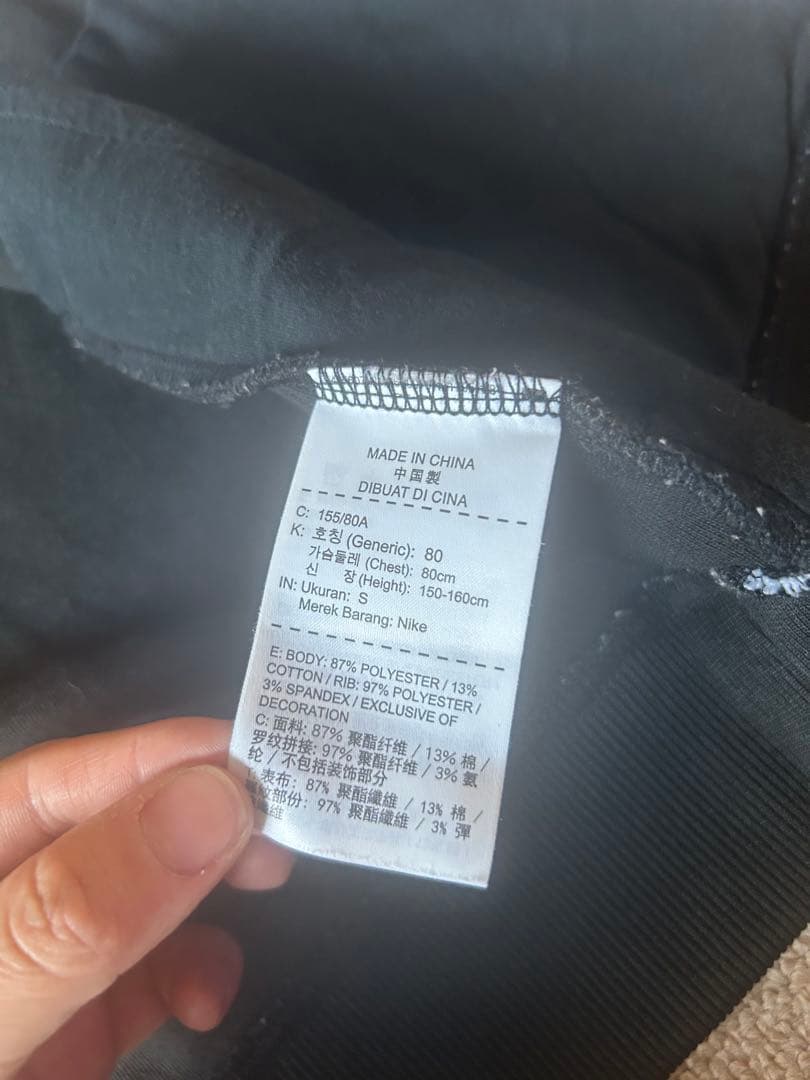 MADE IN CHINA
中国製
DIBUAT DI CINA
C: 155/80A
K: 호칭 (Generic): 80
가슴둘레 (Chest): 80cm
신 장 (Height): 150-160cm
IN: Ukuran: S
Merek Barang: Nike
E: BODY: 87% POLYESTER / 13%
COTTON / RIB: 97% POLYESTER /
3% SPANDEX / EXCLUSIVE OF
DECORATION
C: 面料: 87% 聚酯纤维 / 13% 棉 /
罗纹拼接: 97% 聚酯纤维 / 3% 氨
纶 / 不包括装饰部分
表布: 87% 聚酯纖維 / 13% 棉 /
紋部份: 97% 聚酯纖維 / 3% 彈
纖維